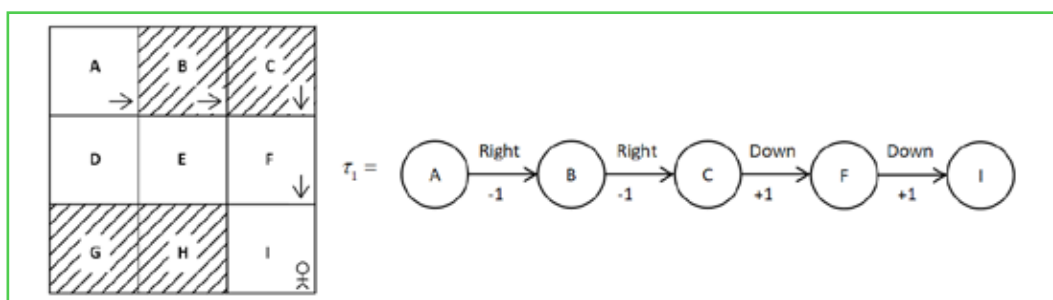 A B C
D E F
G H I
τ₁ =
A Right -1 B Right -1 C Down +1 F Down +1 I